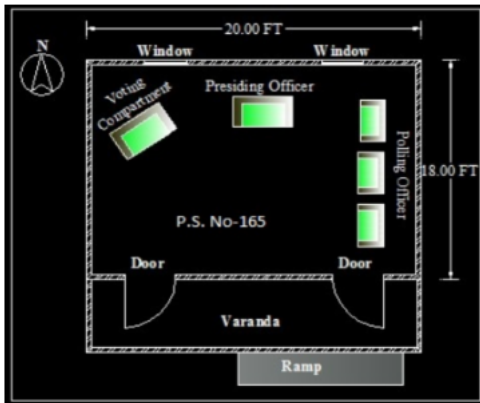 20.00 FT
N
Window
Window
Voting
Compartment
Presiding Officer
Polling Officer
18.00 FT
P.S. No-165
Door
Door
Varanda
Ramp